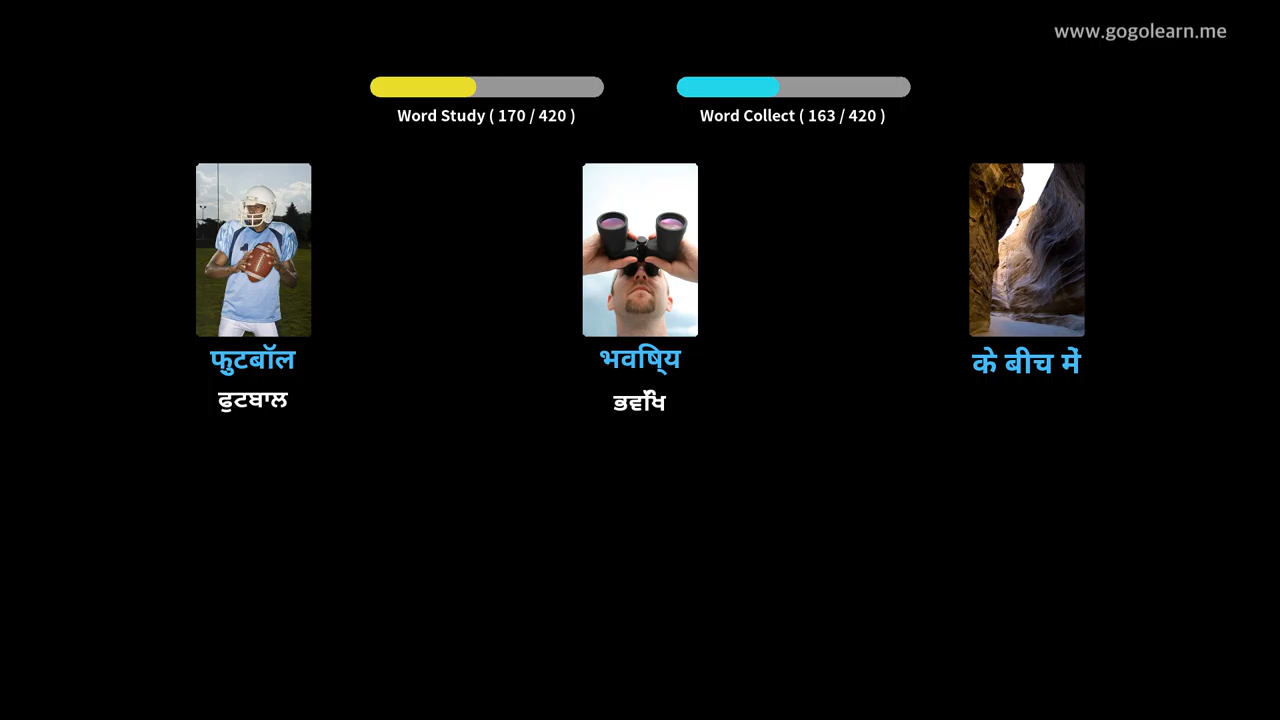 www.gogolearn.me
Word Study ( 170 / 420 )
Word Collect ( 163 / 420 )
फुटबॉल
ਫੁਟਬਾਲ
भविष्य
ਭਵਿੱਖ
के बीच में